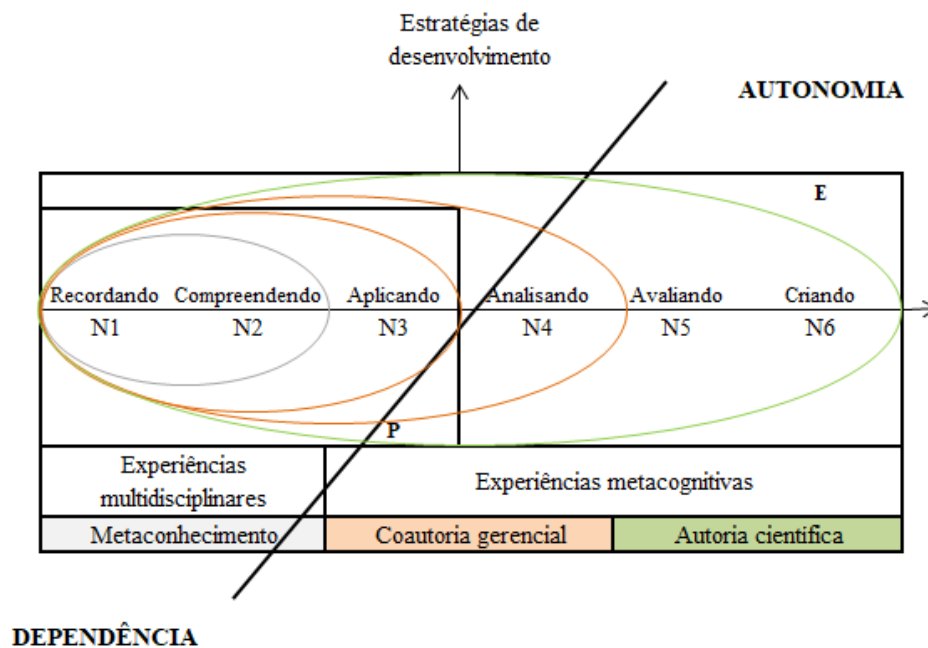 Estratégias de
desenvolvimento
AUTONOMIA
E
Recordando Compreendendo Aplicando Analisando Avaliando Criando
N1 N2 N3 N4 N5 N6
P
Experiências
multidisciplinares
Experiências metacognitivas
Metaconhecimento Coautoria gerencial Autoria científica
DEPENDÊNCIA